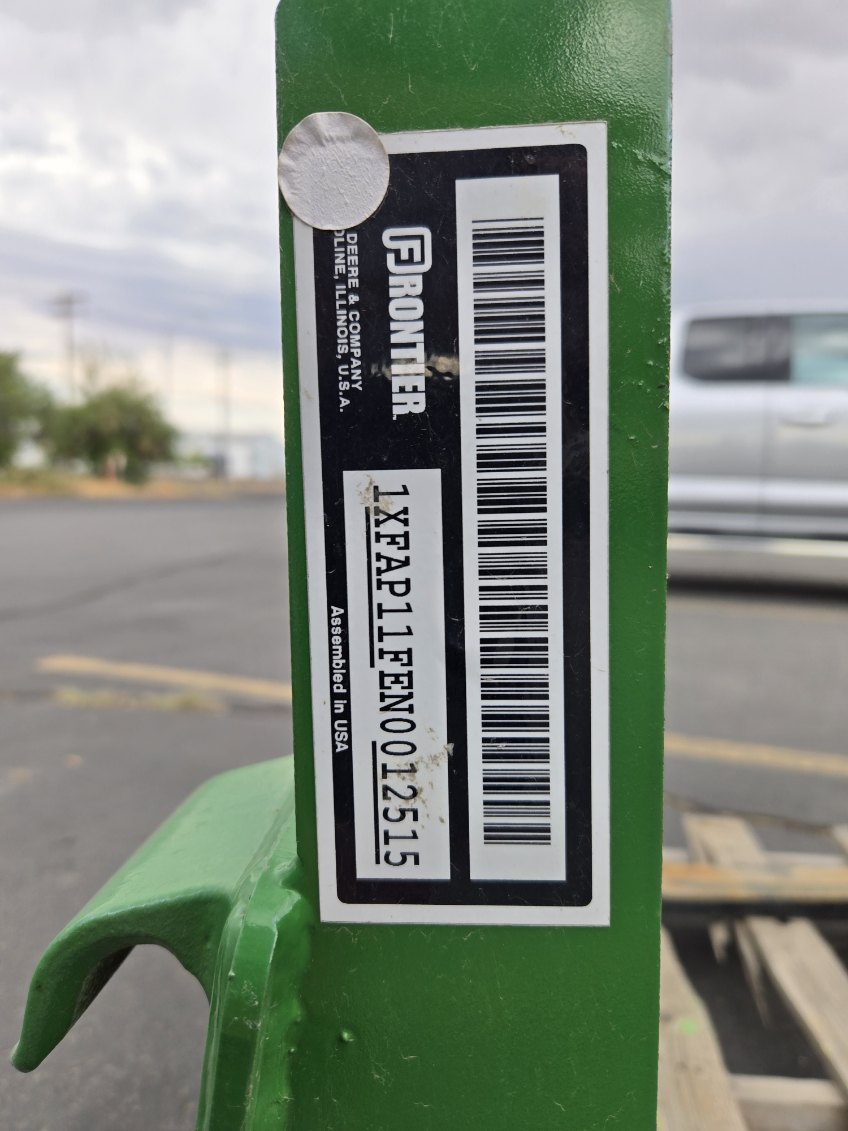 FRONTIER
DEERE & COMPANY
OLINE, ILLINOIS, U.S.A.
1XFAP11FEN0012515
Assembled in USA